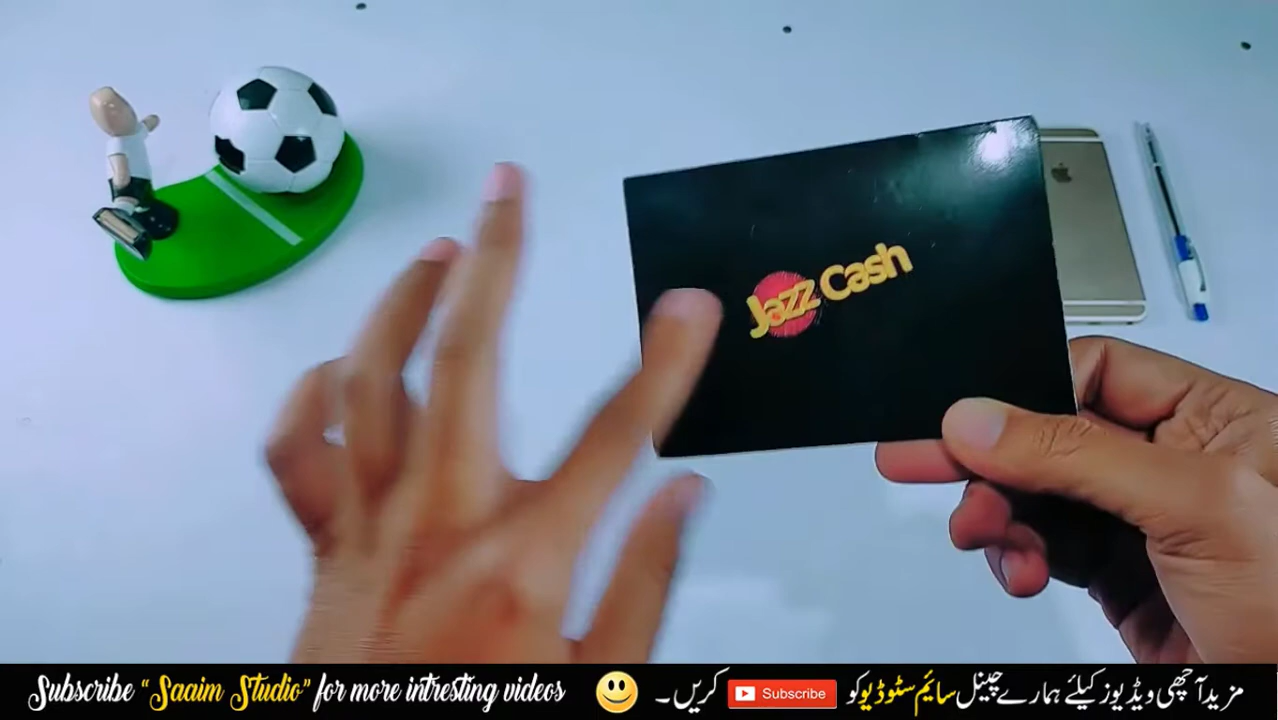 Jazz Cash
Subscribe “Saaim Studio” for more intresting videos
مزید اچھی ویڈیوز کیلئے ہمارے چینل سائیم سٹوڈیو کو Subscribe کریں۔